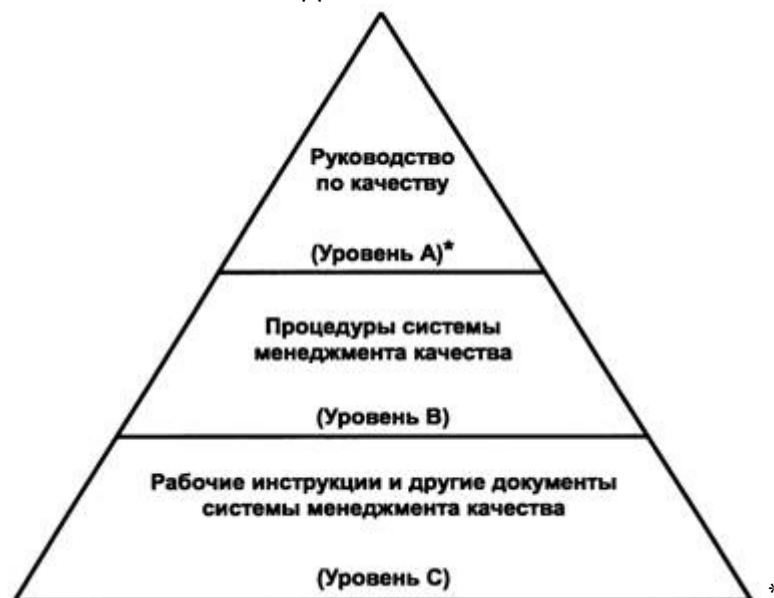 Руководство
по качеству
(Уровень А)*
Процедуры системы
менеджмента качества
(Уровень В)
Рабочие инструкции и другие документы
системы менеджмента качества
(Уровень С)
*